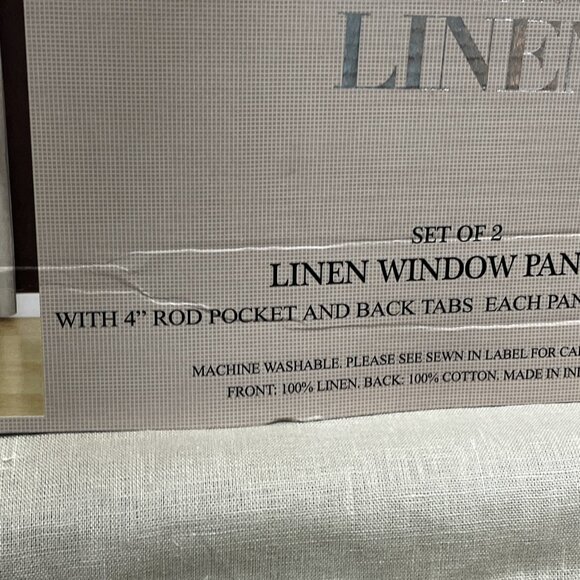 LINEN
SET OF 2
LINEN WINDOW PAN
WITH 4" ROD POCKET AND BACK TABS EACH PAN
MACHINE WASHABLE. PLEASE SEE SEWN IN LABEL FOR CA
FRONT: 100% LINEN. BACK: 100% COTTON. MADE IN IN